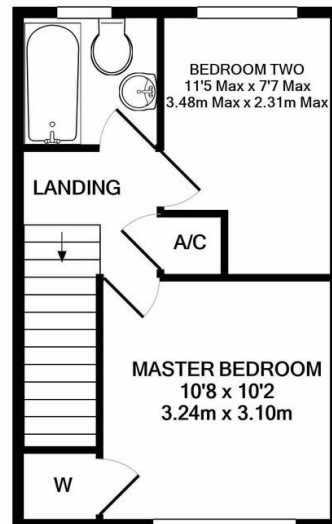 BEDROOM TWO
11'5 Max x 7'7 Max
3.48m Max x 2.31m Max
LANDING
A/C
MASTER BEDROOM
10'8 x 10'2
3.24m x 3.10m
W